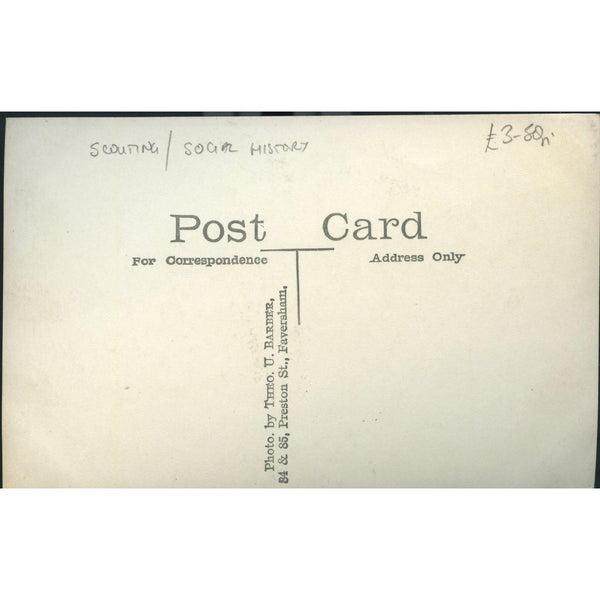 SCOUTING / SOCIAL HISTORY
£3-50
Post Card
For Correspondence
Address Only
Photo. by THEO. U. BARBER,
84 & 85, Preston St., Faversham.